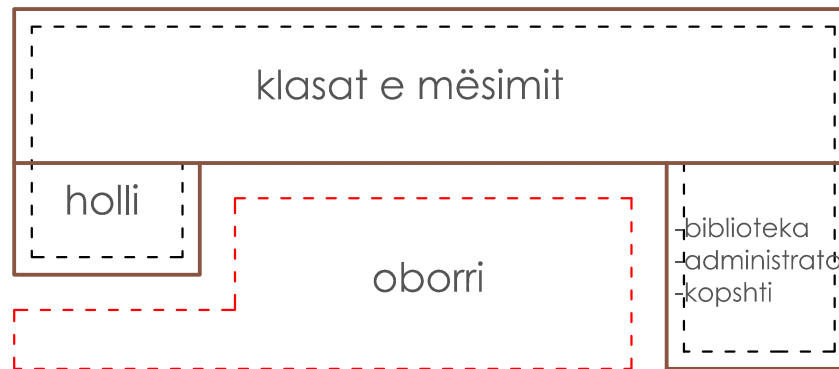 klasat e mësimit
holli
oborri
-biblioteka
-administrato
-kopshti